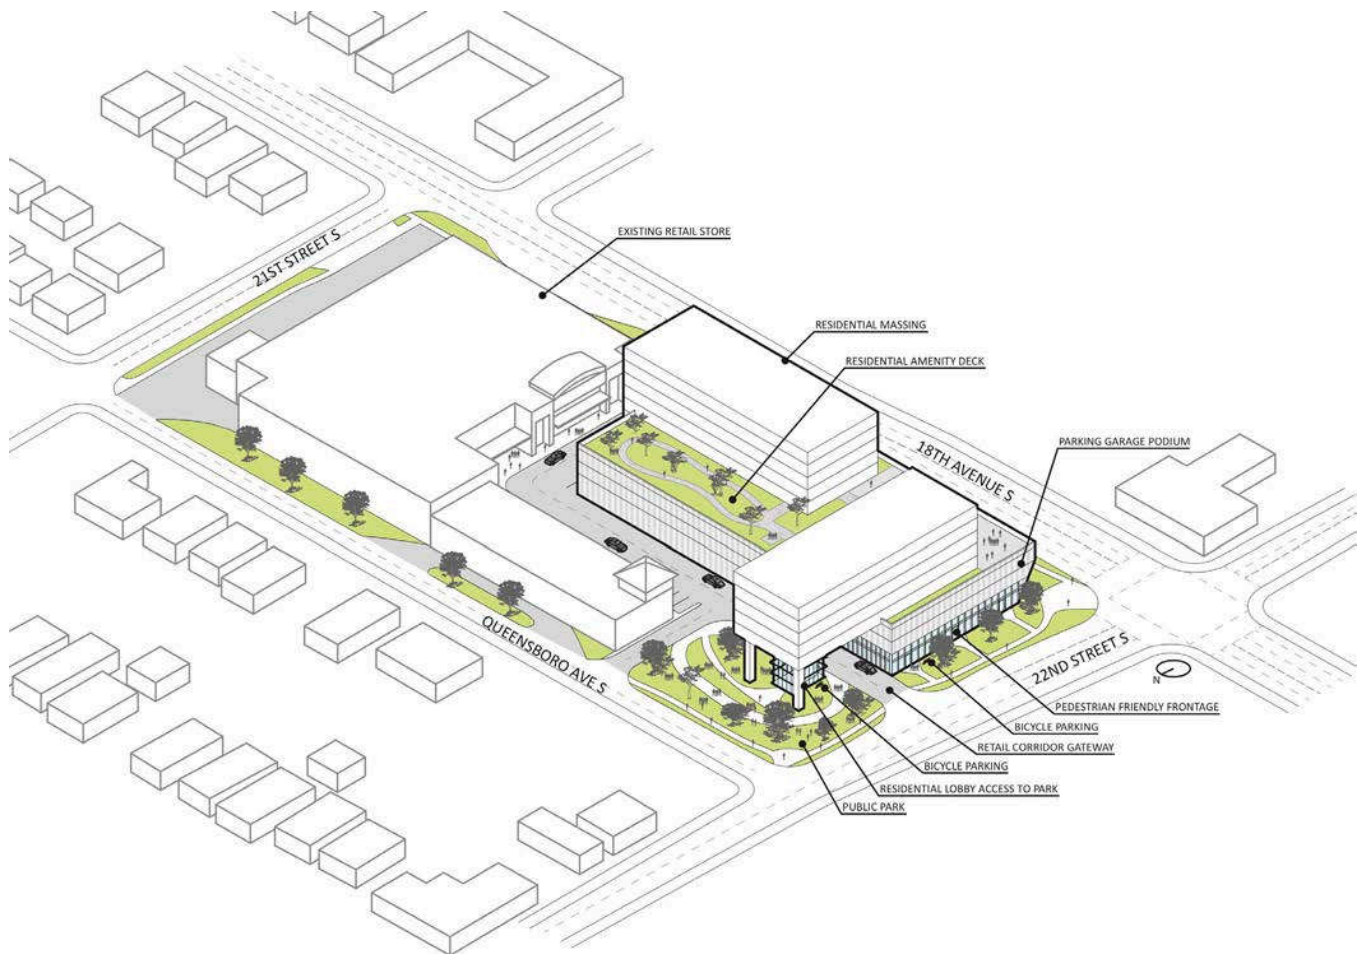 EXISTING RETAIL STORE
21ST STREET S
RESIDENTIAL MASSING
RESIDENTIAL AMENITY DECK
PARKING GARAGE PODIUM
18TH AVENUE S
QUEENSBORO AVE S
22ND STREET S
N
PEDESTRIAN FRIENDLY FRONTAGE
BICYCLE PARKING
RETAIL CORRIDOR GATEWAY
BICYCLE PARKING
RESIDENTIAL LOBBY ACCESS TO PARK
PUBLIC PARK